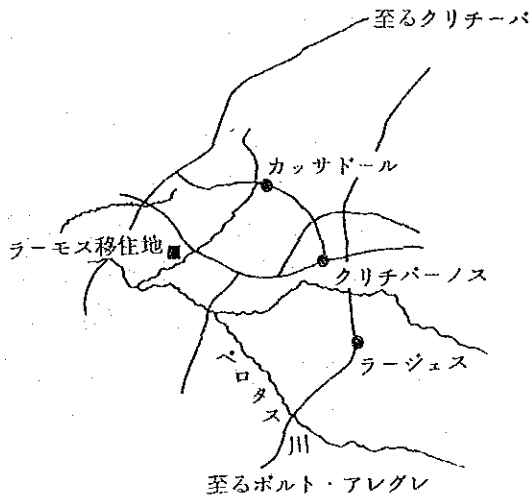 至るクリチーバ
カッサドール
ラーモス移住地
クリチバーノス
ラージェス
ペロタス川
至るポルト・アレグレ